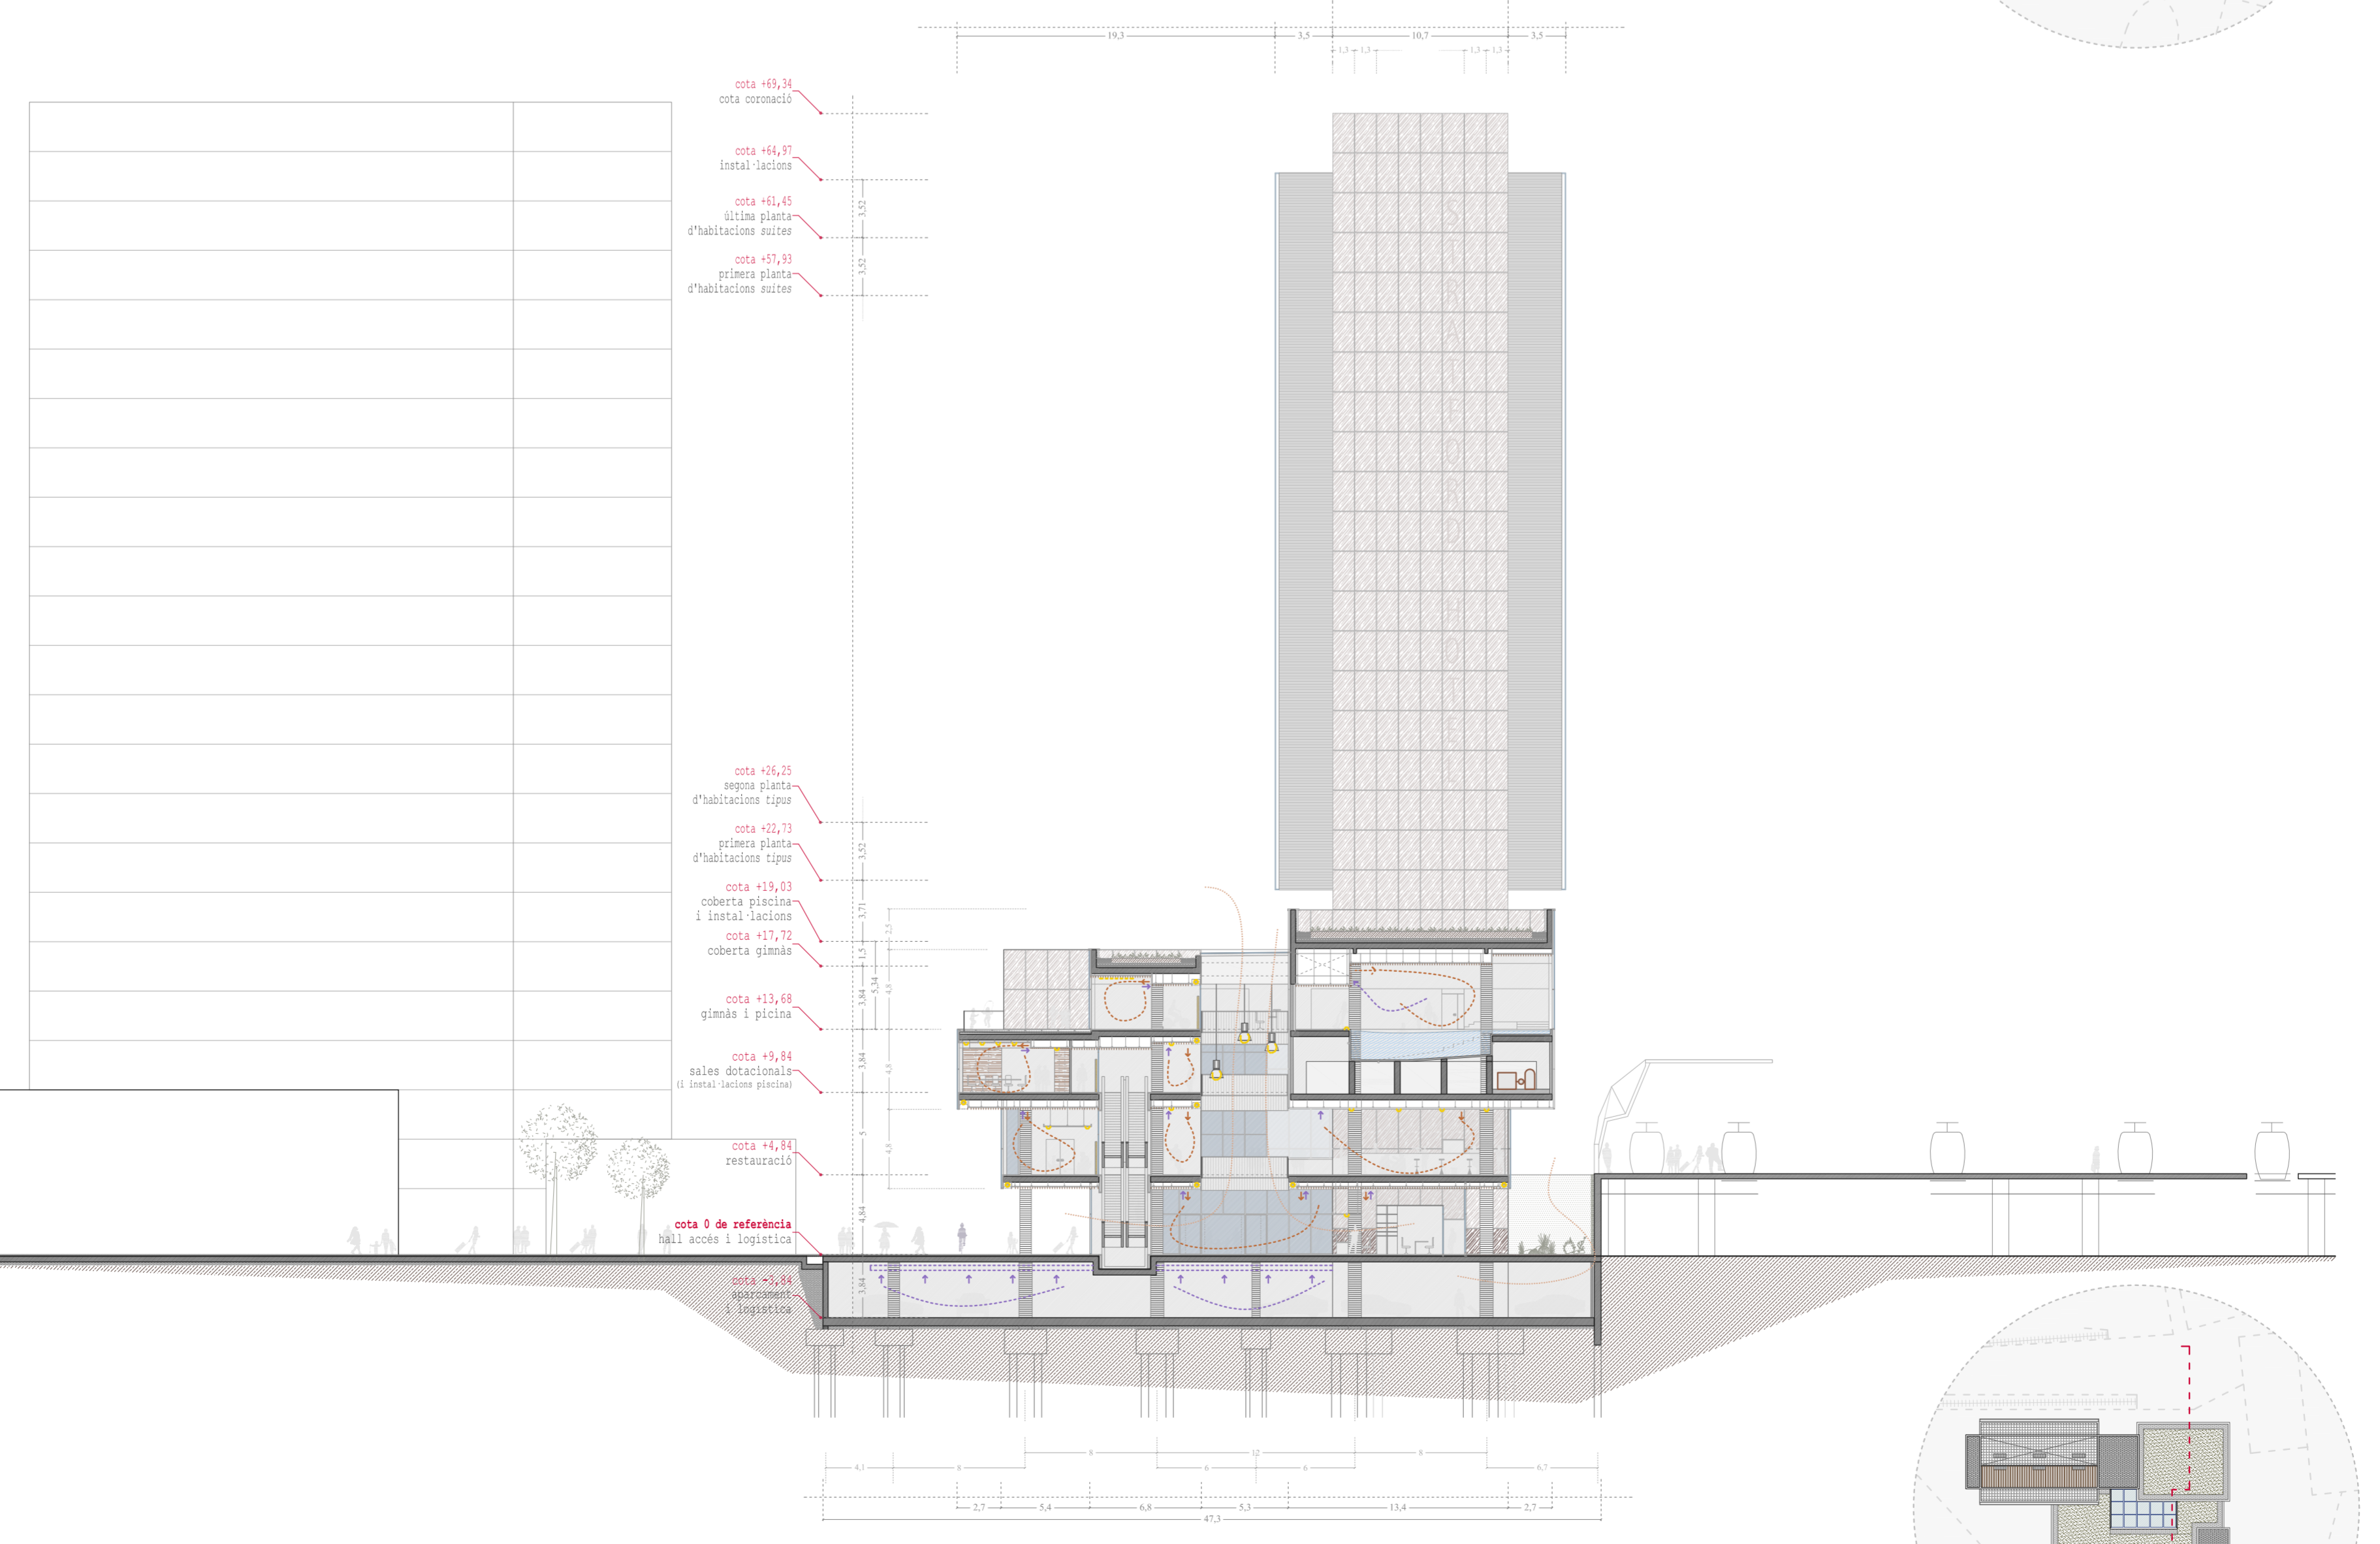 19,3
3,5
10,7
3,5
1,3
1,3
1,3
1,3
cota +69,34
cota coronació
cota +64,97
instal·lacions
3,52
cota +61,45
última planta
d'habitacions suites
3,52
cota +57,93
primera planta
d'habitacions suites
STRATFORD HOTEL
cota +26,25
segona planta
d'habitacions tipus
3,52
cota +22,73
primera planta
d'habitacions tipus
3,71
cota +19,03
coberta piscina
i instal·lacions
2,5
1,5
cota +17,72
coberta gimnàs
5,34
4,8
3,84
cota +13,68
gimnàs i picina
3,84
4,8
cota +9,84
sales dotacionals
(i instal·lacions piscina)
5
4,8
cota +4,84
restauració
4,84
cota 0 de referència
hall accés i logística
3,84
cota -3,84
aparcament
i logística
8
12
8
4,1
8
6
6
6,7
2,7
5,4
6,8
5,3
13,4
2,7
47,3